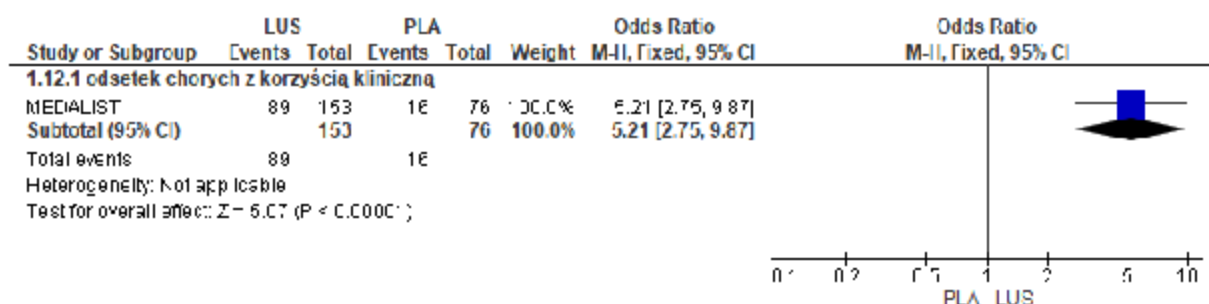 LUS PLA Odds Ratio Odds Ratio
Study or Subgroup Events Total Events Total Weight M-H, Fixed, 95% CI M-H, Fixed, 95% CI
1.12.1 odsetek chorych z korzyścią kliniczną
MEDALIST 89 153 16 76 100.0% 5.21 [2.75, 9.87]
Subtotal (95% CI) 153 76 100.0% 5.21 [2.75, 9.87]
Total events 89 16
Heterogeneity: Not applicable
Test for overall effect: Z = 5.07 (P < 0.00001)
0.1 0.2 0.5 1 2 5 10
PLA LUS